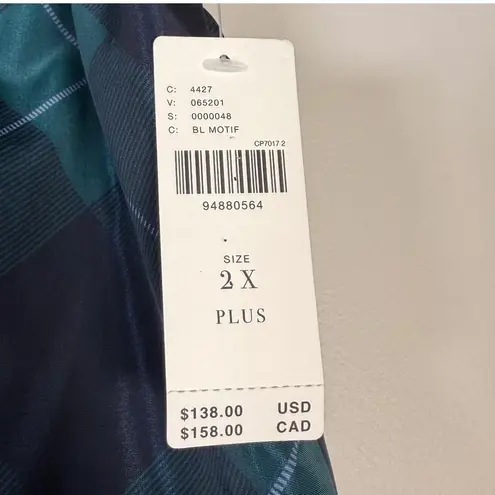 C: 4427
V: 065201
S: 0000048
C: BL MOTIF
CP7017 2
94880564
SIZE
2X
PLUS
$138.00 USD
$158.00 CAD